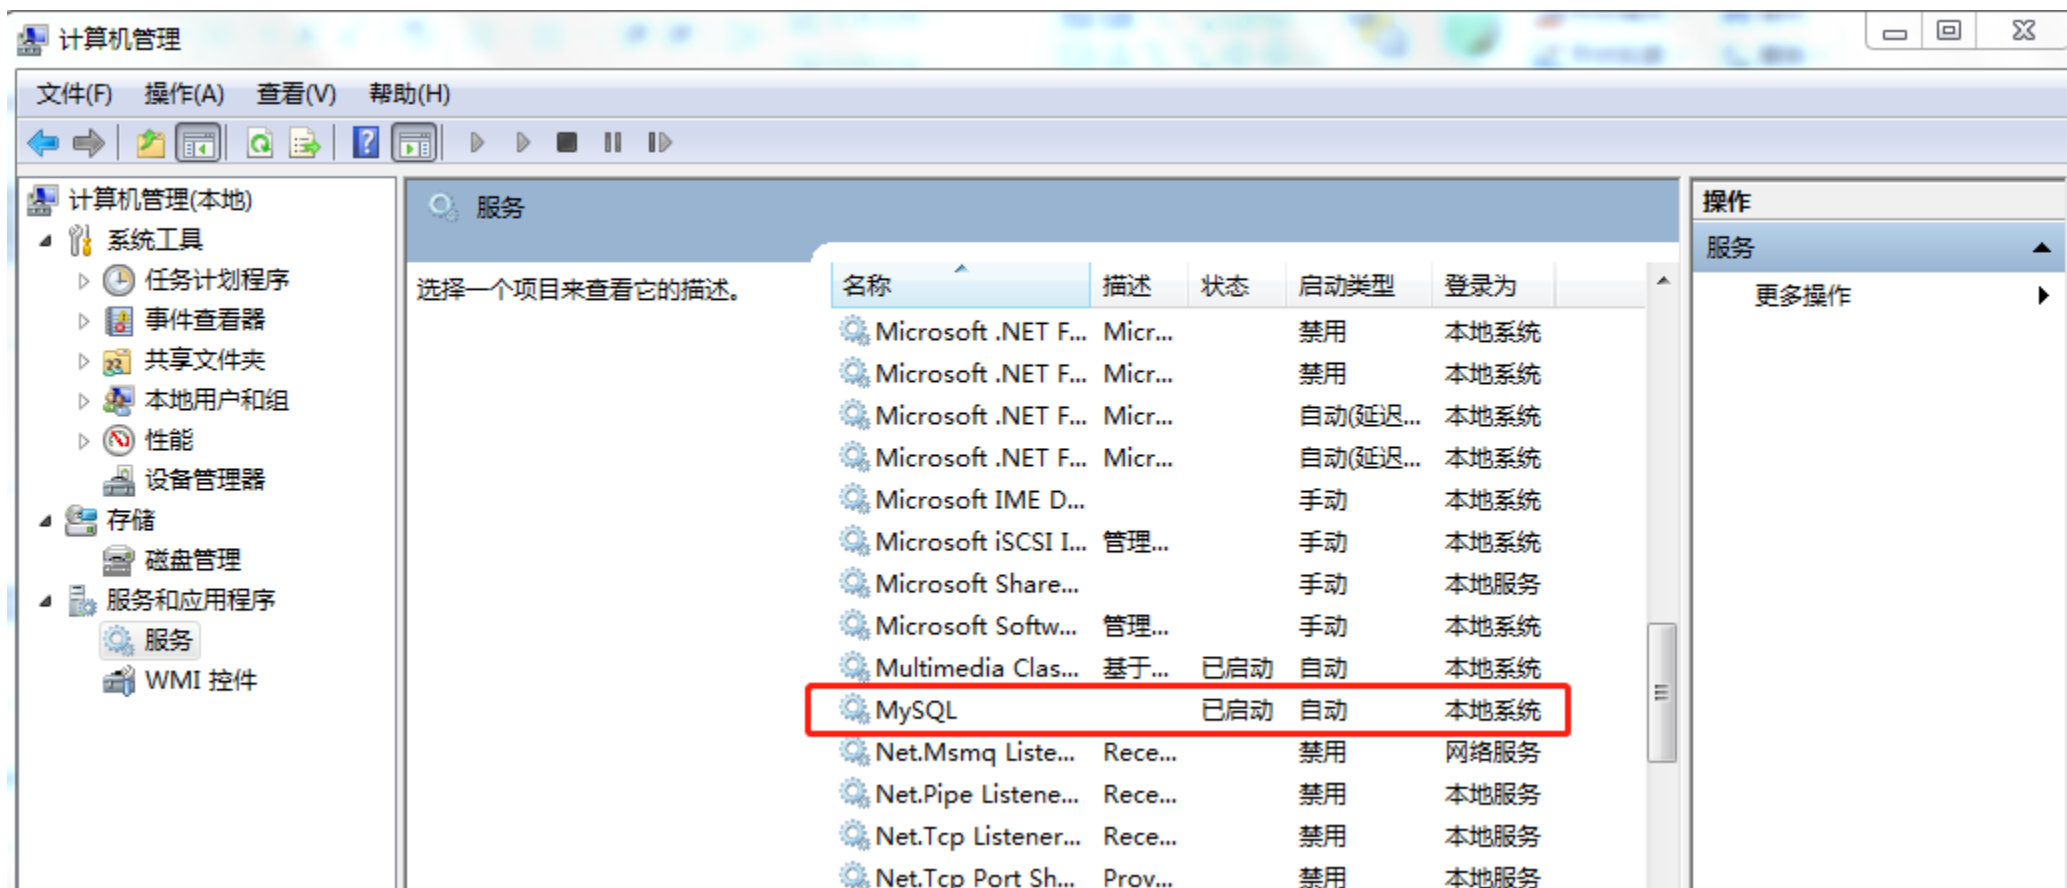 计算机管理
文件(F) 操作(A) 查看(V) 帮助(H)
计算机管理(本地)
系统工具
任务计划程序
事件查看器
共享文件夹
本地用户和组
性能
设备管理器
存储
磁盘管理
服务和应用程序
服务
WMI 控件
服务
选择一个项目来查看它的描述。
名称 描述 状态 启动类型 登录为
Microsoft .NET F... Micr... 禁用 本地系统
Microsoft .NET F... Micr... 禁用 本地系统
Microsoft .NET F... Micr... 自动(延迟... 本地系统
Microsoft .NET F... Micr... 自动(延迟... 本地系统
Microsoft IME D... 手动 本地系统
Microsoft iSCSI I... 管理... 手动 本地系统
Microsoft Share... 手动 本地服务
Microsoft Softw... 管理... 手动 本地系统
Multimedia Clas... 基于... 已启动 自动 本地系统
MySQL 已启动 自动 本地系统
Net.Msmq Liste... Rece... 禁用 网络服务
Net.Pipe Listene... Rece... 禁用 本地服务
Net.Tcp Listener... Rece... 禁用 本地服务
Net.Tcp Port Sh... Prov... 禁用 本地服务
操作
服务
更多操作